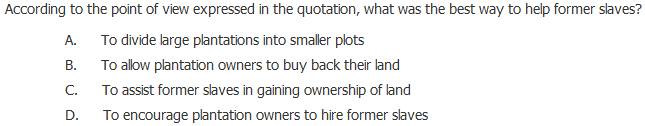 According to the point of view expressed in the quotation, what was the best way to help former slaves?
A. To divide large plantations into smaller plots
B. To allow plantation owners to buy back their land
C. To assist former slaves in gaining ownership of land
D. To encourage plantation owners to hire former slaves